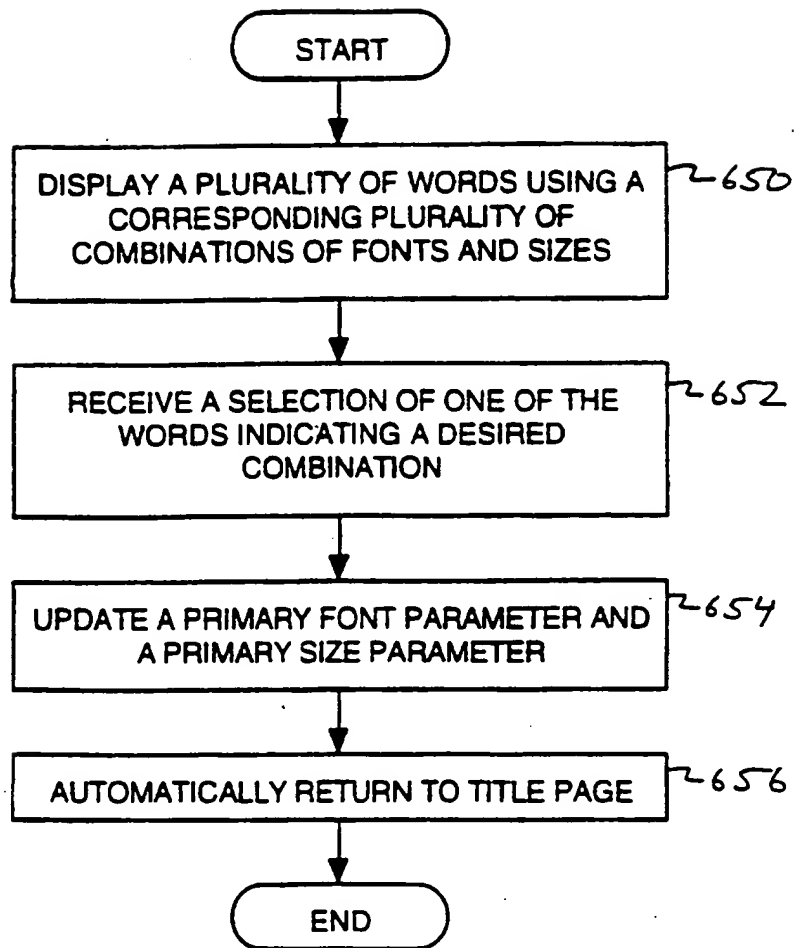 START
DISPLAY A PLURALITY OF WORDS USING A
CORRESPONDING PLURALITY OF
COMBINATIONS OF FONTS AND SIZES
650
RECEIVE A SELECTION OF ONE OF THE
WORDS INDICATING A DESIRED
COMBINATION
652
UPDATE A PRIMARY FONT PARAMETER AND
A PRIMARY SIZE PARAMETER
654
AUTOMATICALLY RETURN TO TITLE PAGE
656
END